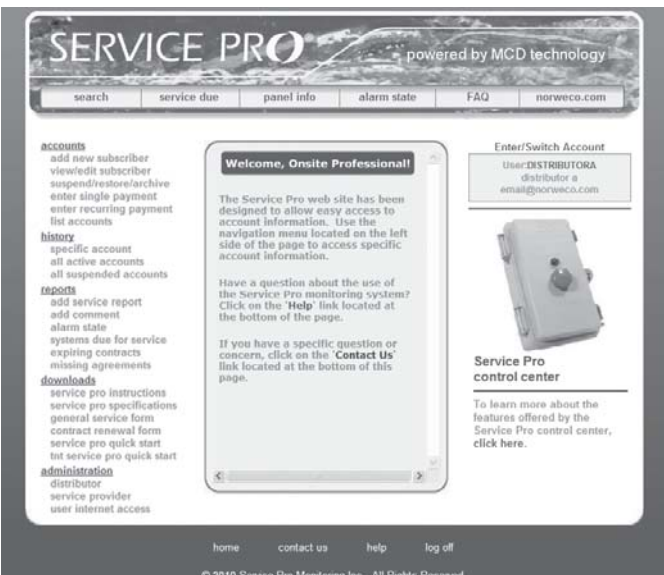 SERVICE PRO
powered by MCD technology
search
service due
panel info
alarm state
FAQ
norweco.com
accounts
add new subscriber
view/edit subscriber
suspend/restore/archive
enter single payment
enter recurring payment
list accounts
history
specific account
all active accounts
all suspended accounts
reports
add service report
add comment
alarm state
systems due for service
expiring contracts
missing agreements
downloads
service pro instructions
service pro specifications
general service form
contract renewal form
service pro quick start
tnt service pro quick start
administration
distributor
service provider
user internet access
Welcome, Onsite Professional!
The Service Pro web site has been
designed to allow easy access to
account information. Use the
navigation menu located on the left
side of the page to access specific
account information.
Have a question about the use of
the Service Pro monitoring system?
Click on the 'Help' link located at
the bottom of the page.
If you have a specific question or
concern, click on the 'Contact Us'
link located at the bottom of this
page.
Enter/Switch Account
User:DISTRIBUTORA
distributor a
email@norweco.com
Service Pro
control center
To learn more about the
features offered by the
Service Pro control center,
click here.
home
contact us
help
log off
© 2010 Service Pro Monitoring Inc - All Rights Reserved